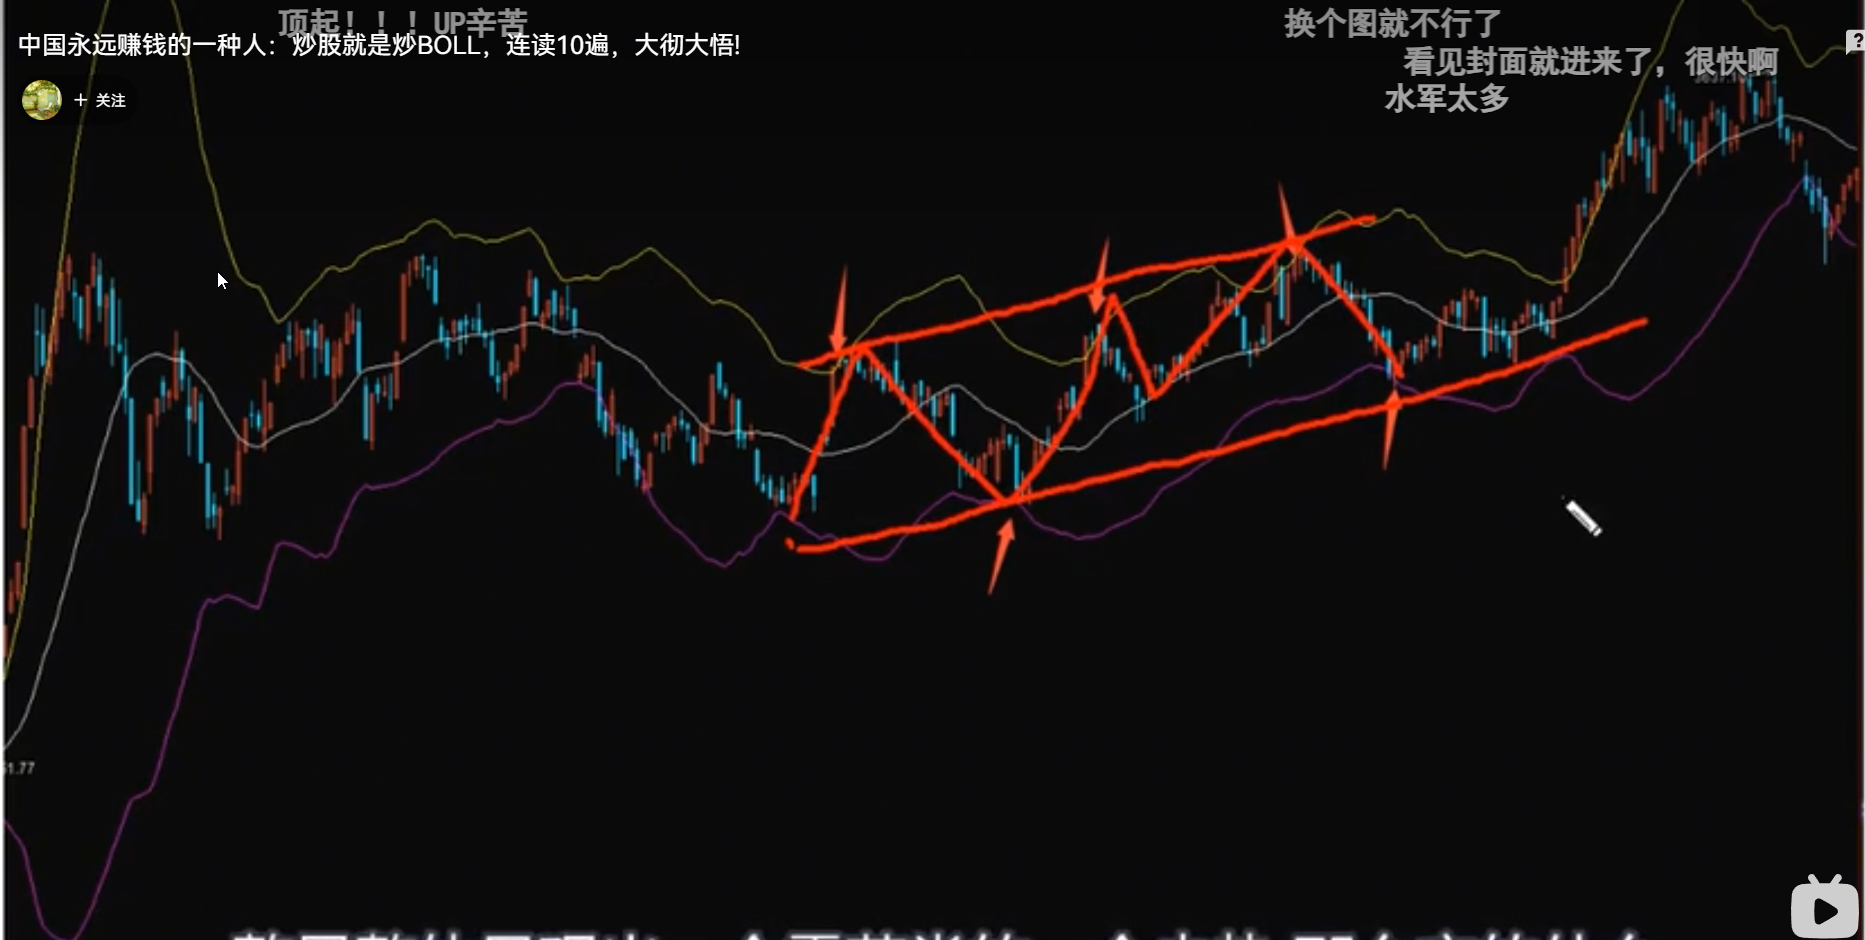 顶起！！！UP辛苦
换个图就不行了
中国永远赚钱的一种人：炒股就是炒BOLL，连读10遍，大彻大悟!
看见封面就进来了，很快啊
+ 关注
水军太多
51.77